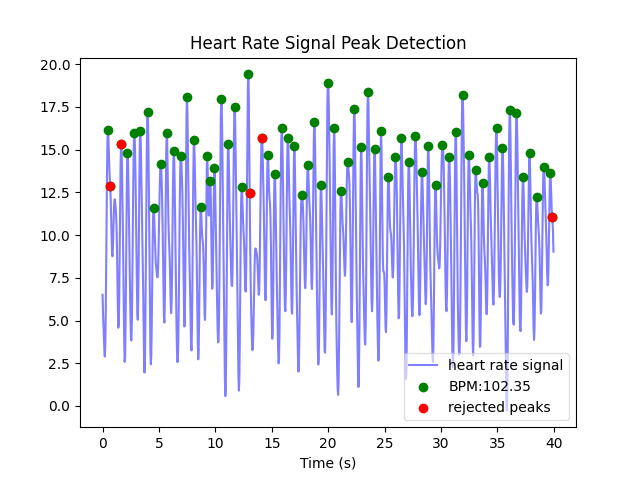 Heart Rate Signal Peak Detection
20.0
17.5
15.0
12.5
10.0
7.5
5.0
2.5
0.0
heart rate signal
BPM:102.35
rejected peaks
0 5 10 15 20 25 30 35 40
Time (s)